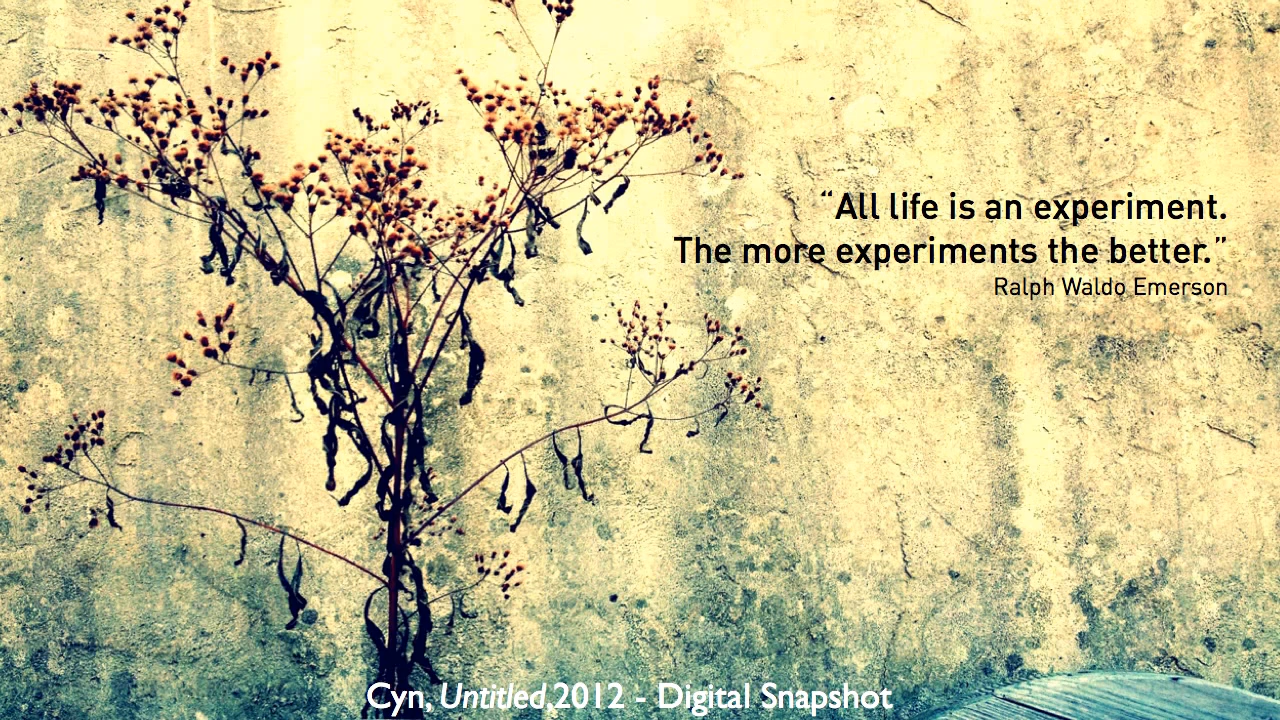 “All life is an experiment.
The more experiments the better.”
Ralph Waldo Emerson
Cyn, Untitled,2012 - Digital Snapshot